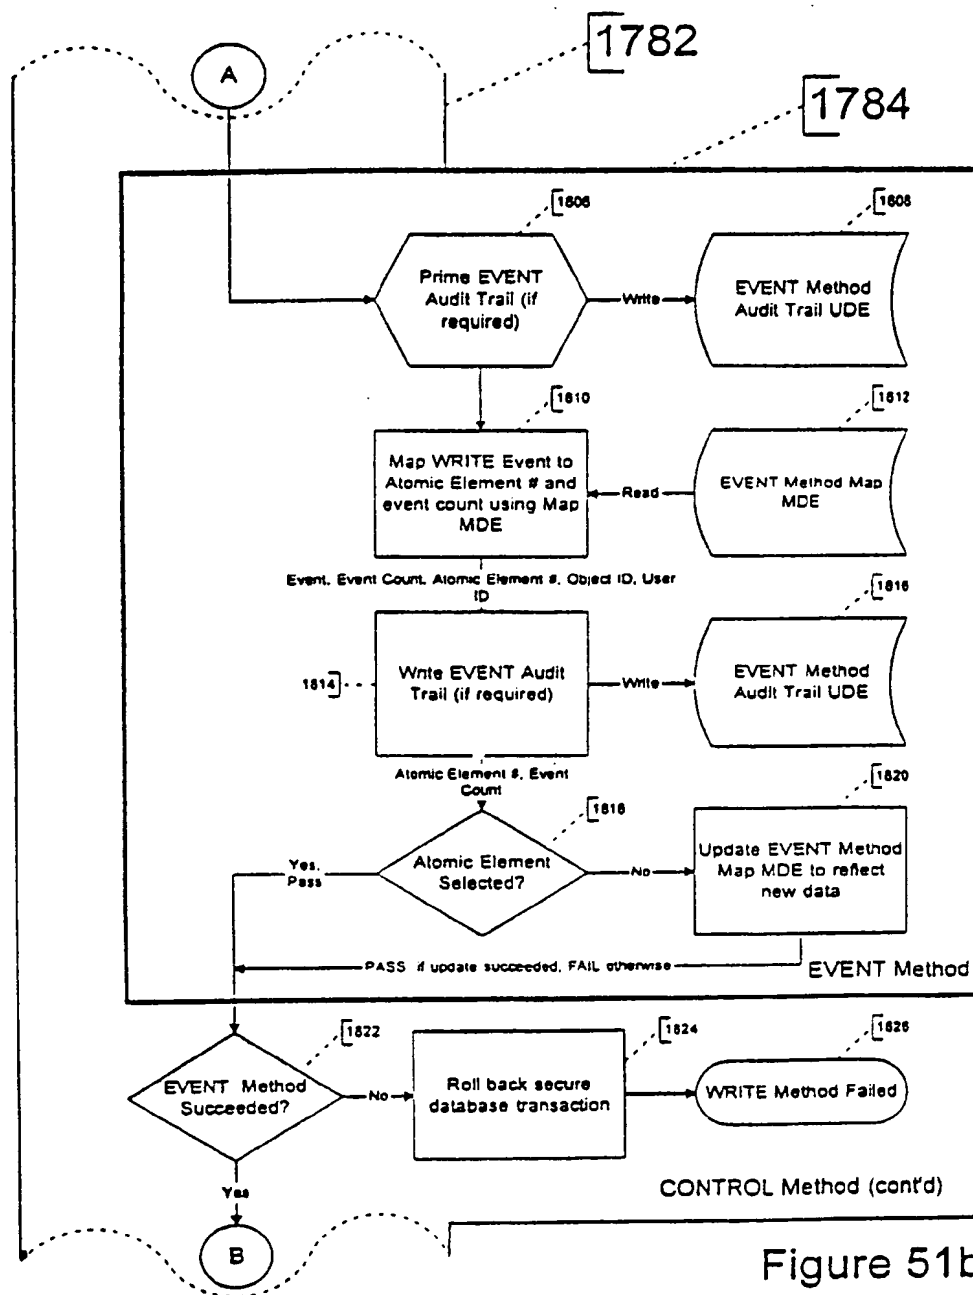 1782
A
1784
1806
1808
Prime EVENT
Audit Trail (if
required)
Write
EVENT Method
Audit Trail UDE
1810
1812
Map WRITE Event to
Atomic Element # and
event count using Map
MDE
Read
EVENT Method Map
MDE
Event, Event Count, Atomic Element #, Object ID, User
ID
1816
1814
Write EVENT Audit
Trail (if required)
Write
EVENT Method
Audit Trail UDE
Atomic Element #, Event
Count
1818
1820
Yes,
Pass
Atomic Element
Selected?
No
Update EVENT Method
Map MDE to reflect
new data
PASS if update succeeded, FAIL otherwise
EVENT Method
1822
1824
1826
EVENT Method
Succeeded?
No
Roll back secure
database transaction
WRITE Method Failed
Yes
CONTROL Method (cont'd)
B
Figure 51b